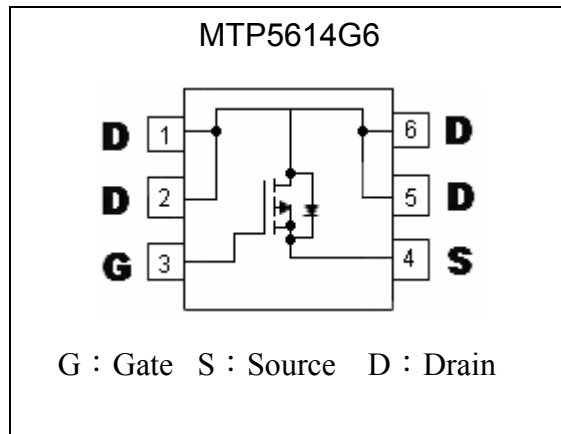 MTP5614G6
D 1 6 D
D 2 5 D
G 3 4 S
G：Gate S：Source D：Drain